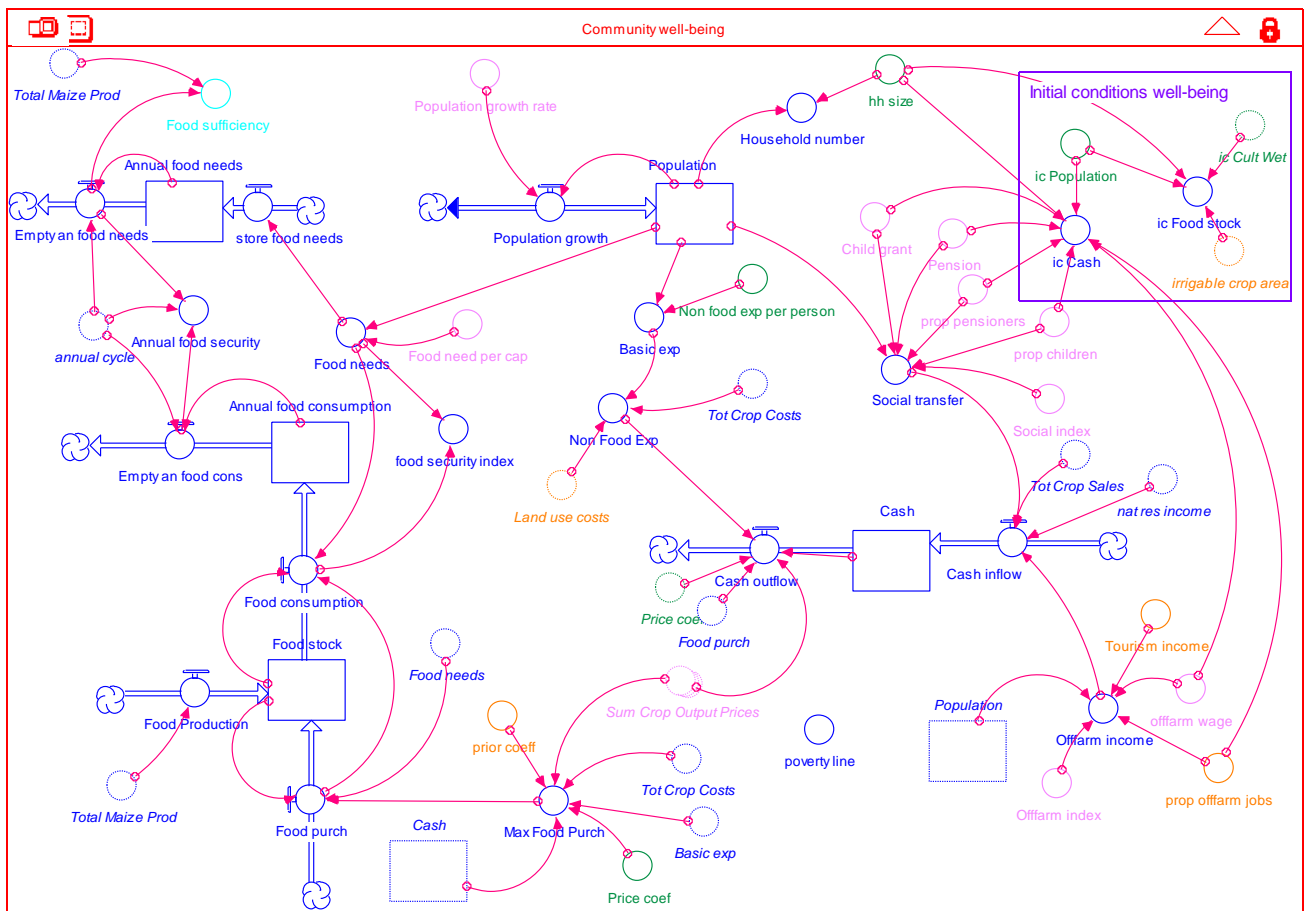 Community well-being
Total Maize Prod
Food sufficiency
Population growth rate
hh size
Household number
Initial conditions well-being
ic Cult Wet
ic Population
ic Food stock
ic Cash
irrigable crop area
Annual food needs
Empty an food needs
store food needs
Population
Population growth
Child grant
Pension
prop pensioners
prop children
annual cycle
Annual food security
Food needs
Food need per cap
Non food exp per person
Basic exp
Social transfer
Social index
Annual food consumption
Empty an food cons
food security index
Tot Crop Costs
Non Food Exp
Land use costs
Tot Crop Sales
nat res income
Cash
Cash outflow
Cash inflow
Price coef
Food purch
Food consumption
Food stock
Food needs
Food Production
Total Maize Prod
Food purch
Sum Crop Output Prices
prior coeff
Tot Crop Costs
Max Food Purch
Basic exp
Cash
Price coef
poverty line
Tourism income
Population
offfarm wage
Offfarm income
Offfarm index
prop offfarm jobs